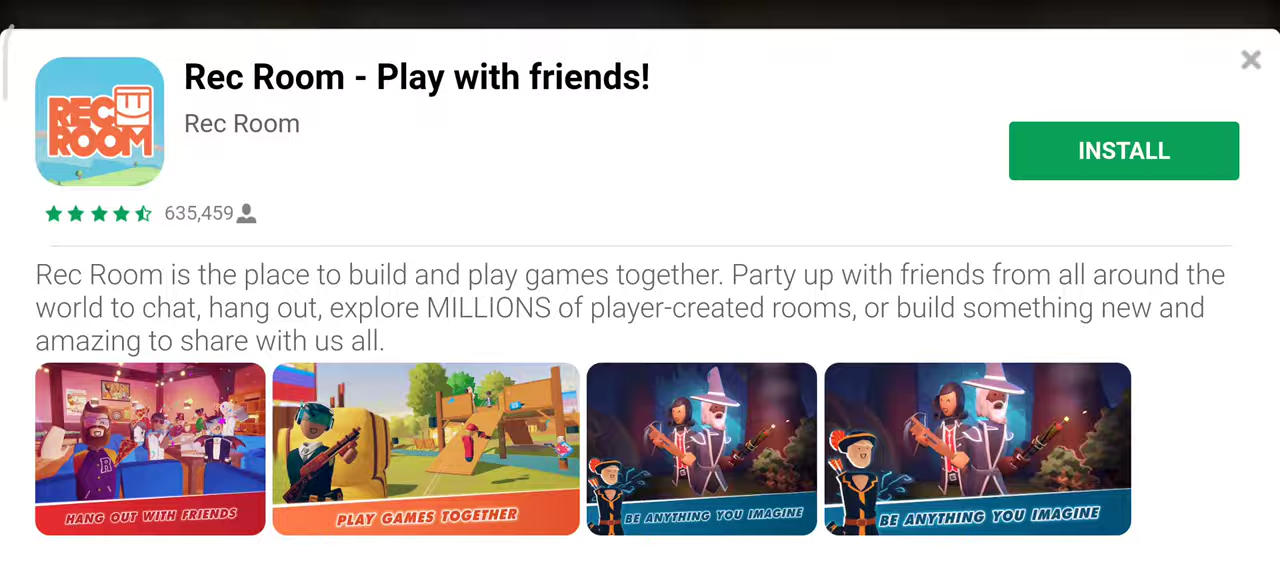 Rec Room - Play with friends!
REC
ROOM
Rec Room
INSTALL
635,459
Rec Room is the place to build and play games together. Party up with friends from all around the
world to chat, hang out, explore MILLIONS of player-created rooms, or build something new and
amazing to share with us all.
R
HANG OUT WITH FRIENDS
PLAY GAMES TOGETHER
BE ANYTHING YOU IMAGINE
BE ANYTHING YOU IMAGINE